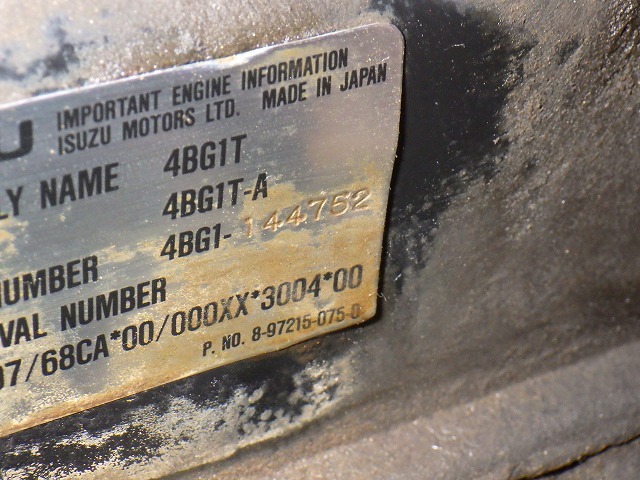 U IMPORTANT ENGINE INFORMATION
ISUZU MOTORS LTD. MADE IN JAPAN
LY NAME 4BG1T
4BG1T-A
NUMBER 4BG1-144752
VAL NUMBER
97/68CA*00/000XX*3004*00
P. NO. 8-97215-075-0